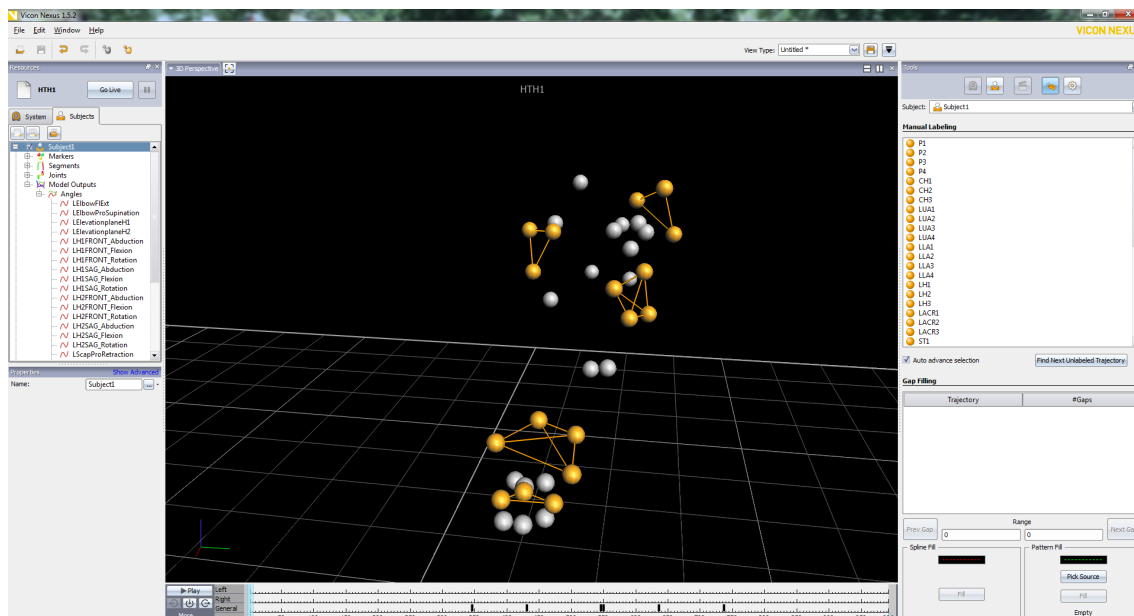 Vicon Nexus 1.5.2
File Edit Window Help
VICON NEXUS
View Type: Untitled *
Resources
HTH1
Go Live
System
Subjects
Subject1
Markers
Segments
Joints
Model Outputs
Angles
LElbowFlExt
LElbowProSupination
LElevationplaneH1
LElevationplaneH2
LH1FRONT_Abduction
LH1FRONT_Flexion
LH1FRONT_Rotation
LH1SAG_Abduction
LH1SAG_Flexion
LH1SAG_Rotation
LH2FRONT_Abduction
LH2FRONT_Flexion
LH2FRONT_Rotation
LH2SAG_Abduction
LH2SAG_Flexion
LH2SAG_Rotation
LScapProRetraction
Properties
Show Advanced
Name:
Subject1
3D Perspective
HTH1
Play
More
Left
Right
General
Tools
Subject:
Subject1
Manual Labeling
P1
P2
P3
P4
CH1
CH2
CH3
LUA1
LUA2
LUA3
LUA4
LLA1
LLA2
LLA3
LLA4
LH1
LH2
LH3
LACR1
LACR2
LACR3
ST1
Auto advance selection
Find Next Unlabeled Trajectory
Gap Filling
Trajectory
#Gaps
Prev Gap
Range
0
0
Next Ga
Spline Fill
Fill
Pattern Fill
Pick Source
Fill
Empty